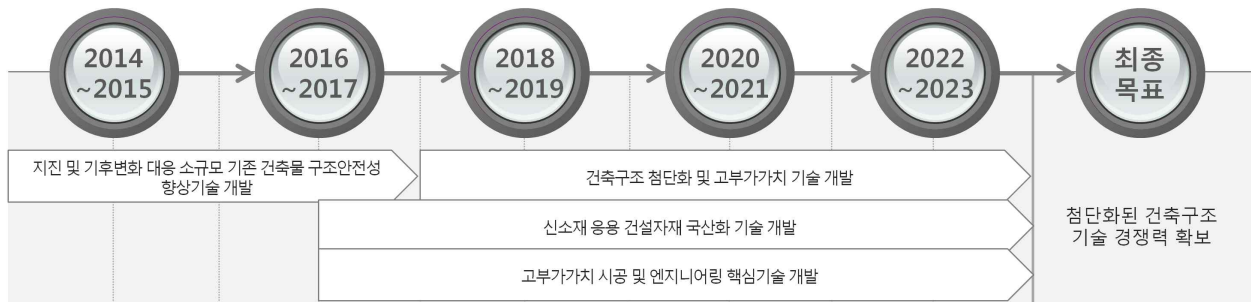 2014
~2015
2016
~2017
2018
~2019
2020
~2021
2022
~2023
최종
목표
지진 및 기후변화 대응 소규모 기존 건축물 구조안전성
향상기술 개발
건축구조 첨단화 및 고부가가치 기술 개발
신소재 응용 건설자재 국산화 기술 개발
고부가가치 시공 및 엔지니어링 핵심기술 개발
첨단화된 건축구조
기술 경쟁력 확보